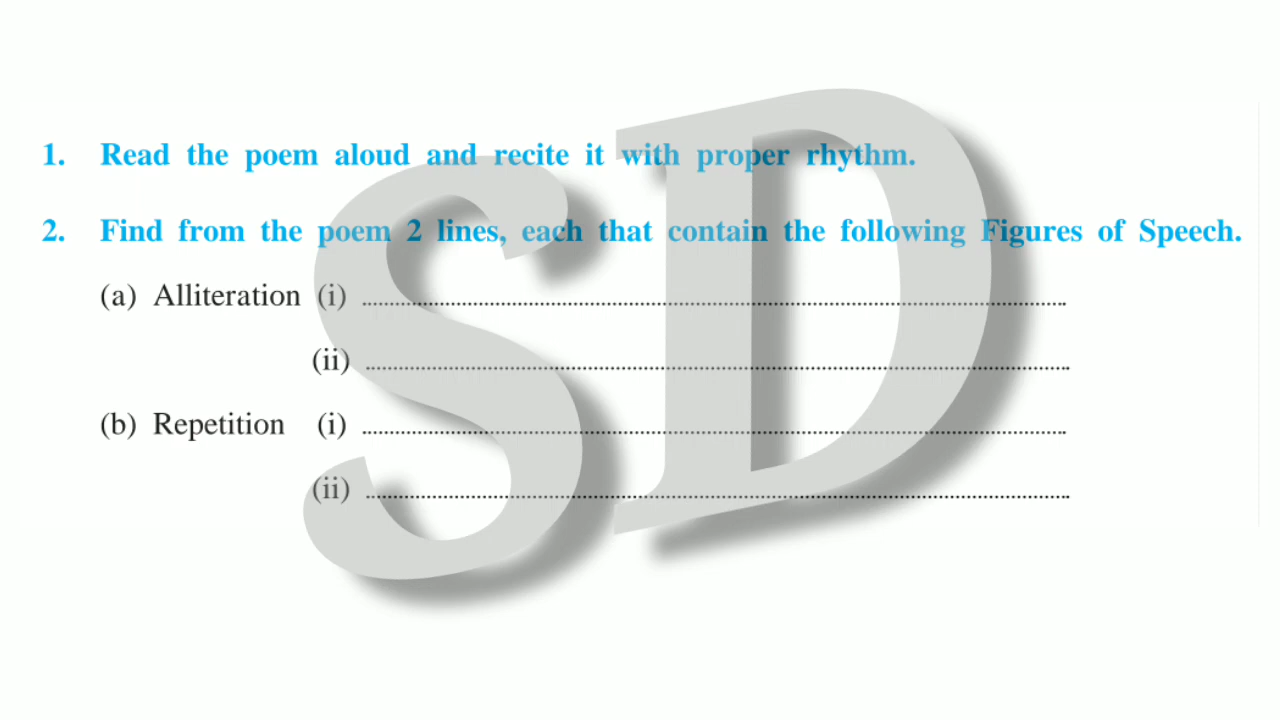 1. Read the poem aloud and recite it with proper rhythm.
2. Find from the poem 2 lines, each that contain the following Figures of Speech.
(a) Alliteration (i) ........................................
(ii) ........................................
(b) Repetition (i) ........................................
(ii) ........................................
SD